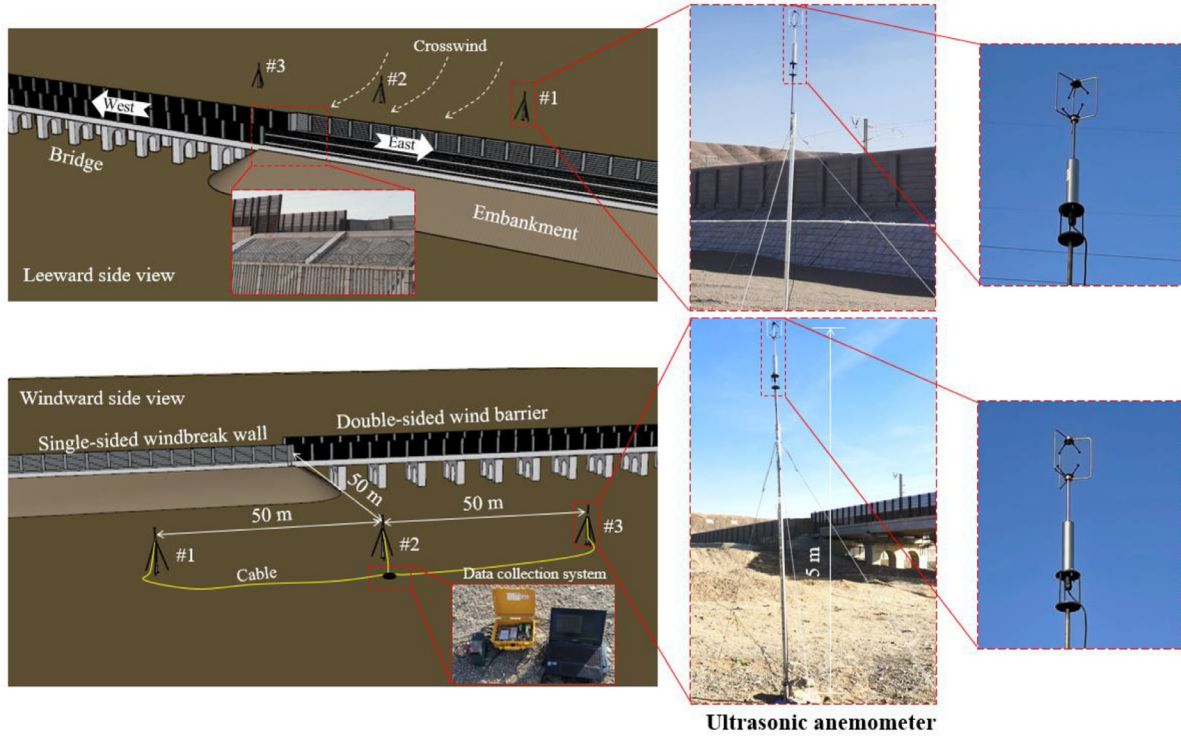 Crosswind
#3
#2
#1
West
East
Bridge
Embankment
Leeward side view
Windward side view
Double-sided wind barrier
Single-sided windbreak wall
50 m
50 m
50 m
#1
#2
#3
Cable
Data collection system
5 m
Ultrasonic anemometer